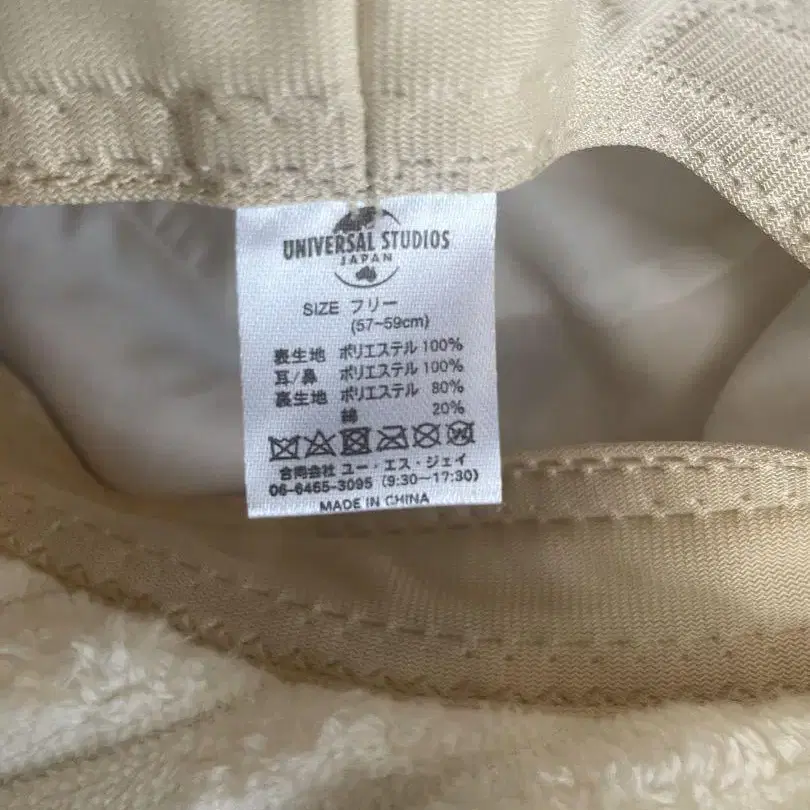 UNIVERSAL STUDIOS
JAPAN
SIZE フリー
(57~59cm)
表生地 ポリエステル 100%
耳/鼻 ポリエステル 100%
裏生地 ポリエステル 80%
綿 20%
合同会社 ユー・エス・ジェイ
06-6465-3095 (9:30~17:30)
MADE IN CHINA